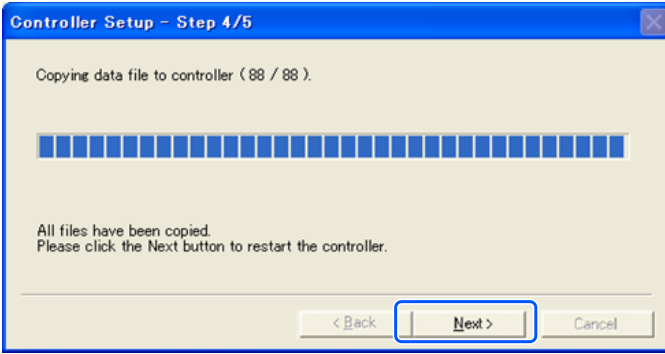 Controller Setup - Step 4/5
Copying data file to controller ( 88 / 88 ).
All files have been copied.
Please click the Next button to restart the controller.
< Back
Next >
Cancel